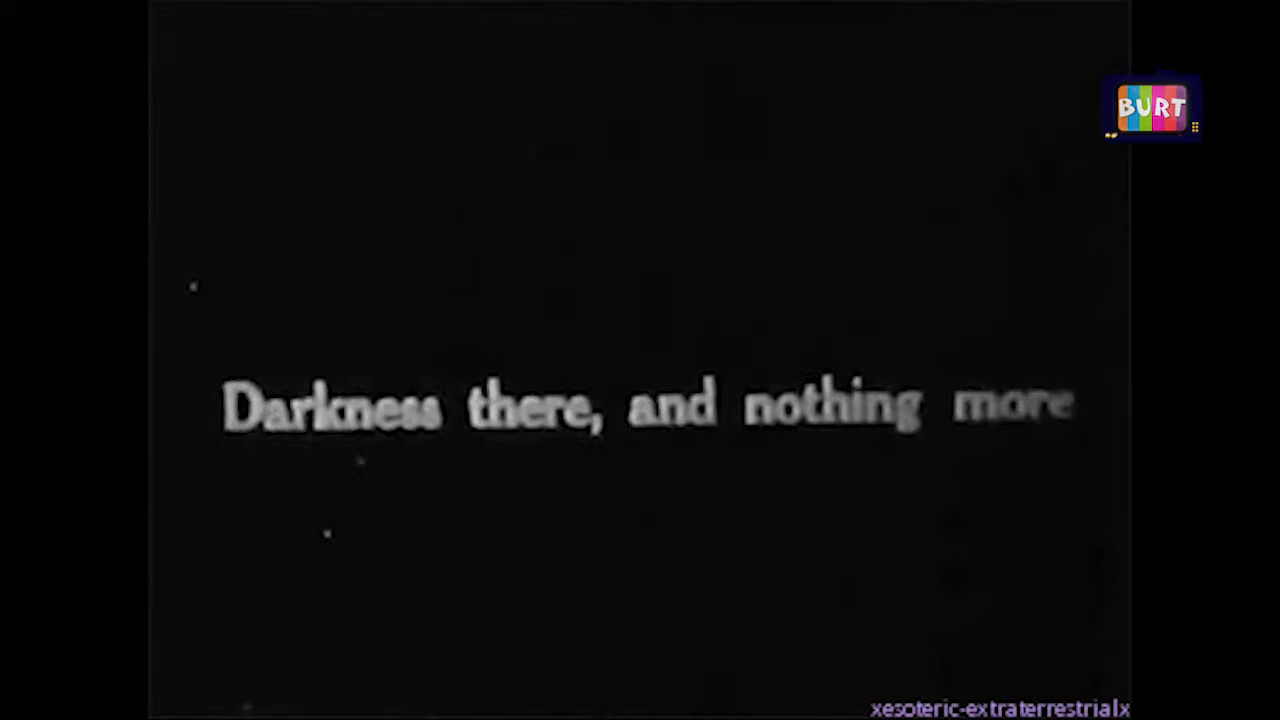 BURT
Darkness there, and nothing more
xesoteric-extraterrestrialx